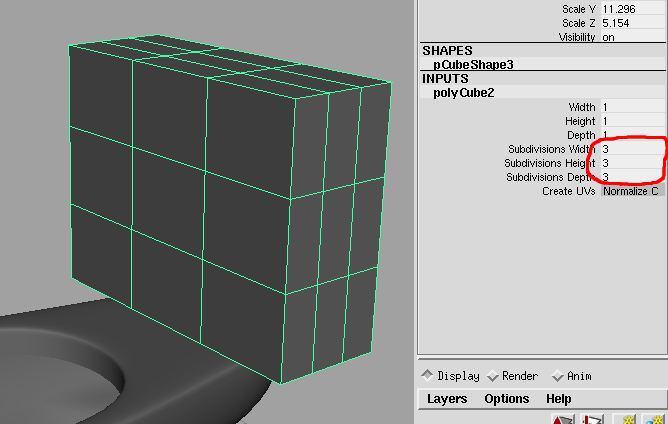 Scale Y 11.296
Scale Z 5.154
Visibility on
SHAPES
pCubeShape3
INPUTS
polyCube2
Width 1
Height 1
Depth 1
Subdivisions Width 3
Subdivisions Height 3
Subdivisions Depth 3
Create UVs Normalize C
Display Render Anim
Layers Options Help